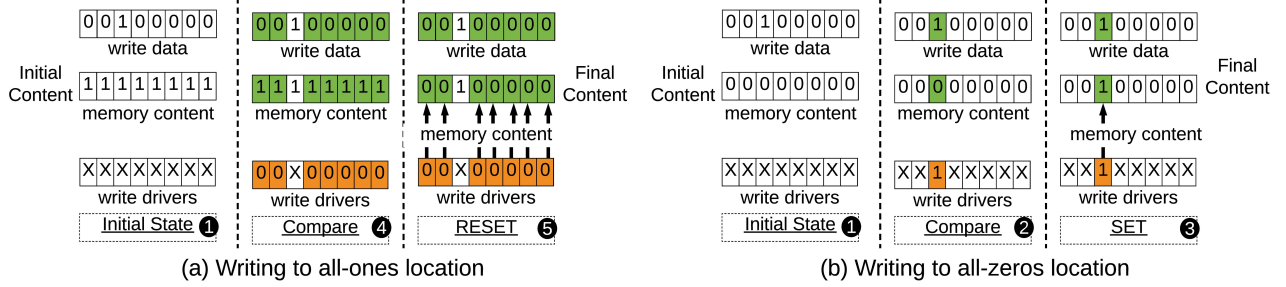 0 0 1 0 0 0 0 0
write data
Initial
Content
1 1 1 1 1 1 1 1
memory content
X X X X X X X X
write drivers
Initial State 1
0 0 1 0 0 0 0 0
write data
1 1 1 1 1 1 1 1
memory content
0 0 X 0 0 0 0 0
write drivers
Compare 4
0 0 1 0 0 0 0 0
write data
0 0 1 0 0 0 0 0
Final
Content
memory content
0 0 X 0 0 0 0 0
write drivers
RESET 5
(a) Writing to all-ones location
0 0 1 0 0 0 0 0
write data
Initial
Content
0 0 0 0 0 0 0 0
memory content
X X X X X X X X
write drivers
Initial State 1
0 0 1 0 0 0 0 0
write data
0 0 0 0 0 0 0 0
memory content
X X 1 X X X X X
write drivers
Compare 2
0 0 1 0 0 0 0 0
write data
0 0 1 0 0 0 0 0
Final
Content
memory content
X X 1 X X X X X
write drivers
SET 3
(b) Writing to all-zeros location